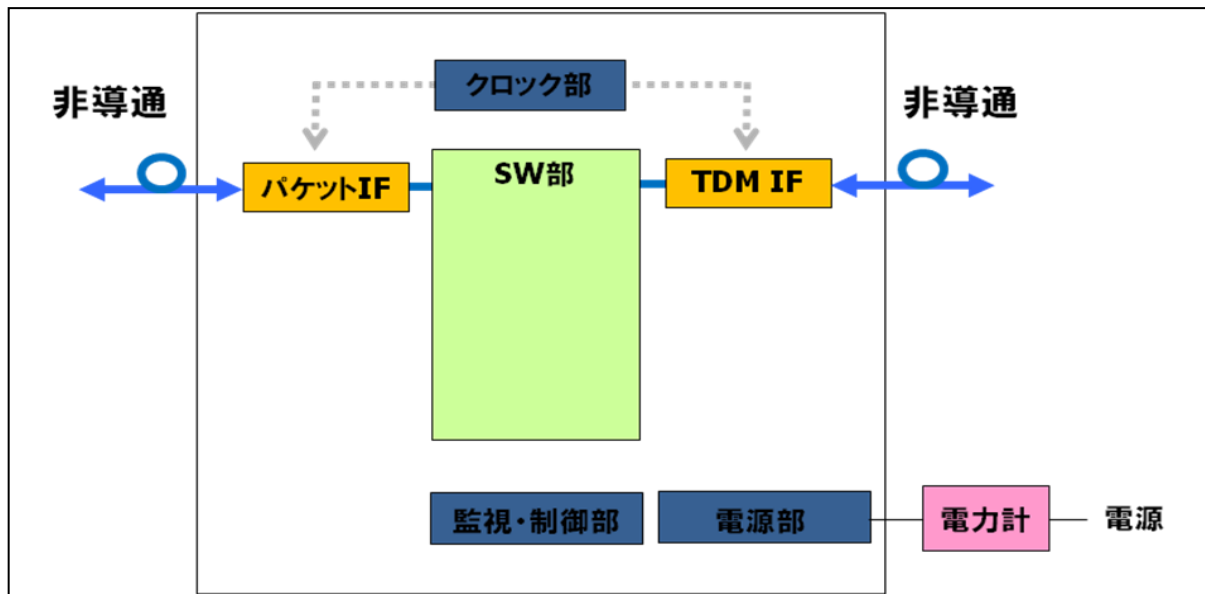 クロック部
非導通
非導通
パケットIF
SW部
TDM IF
監視・制御部
電源部
電力計
電源